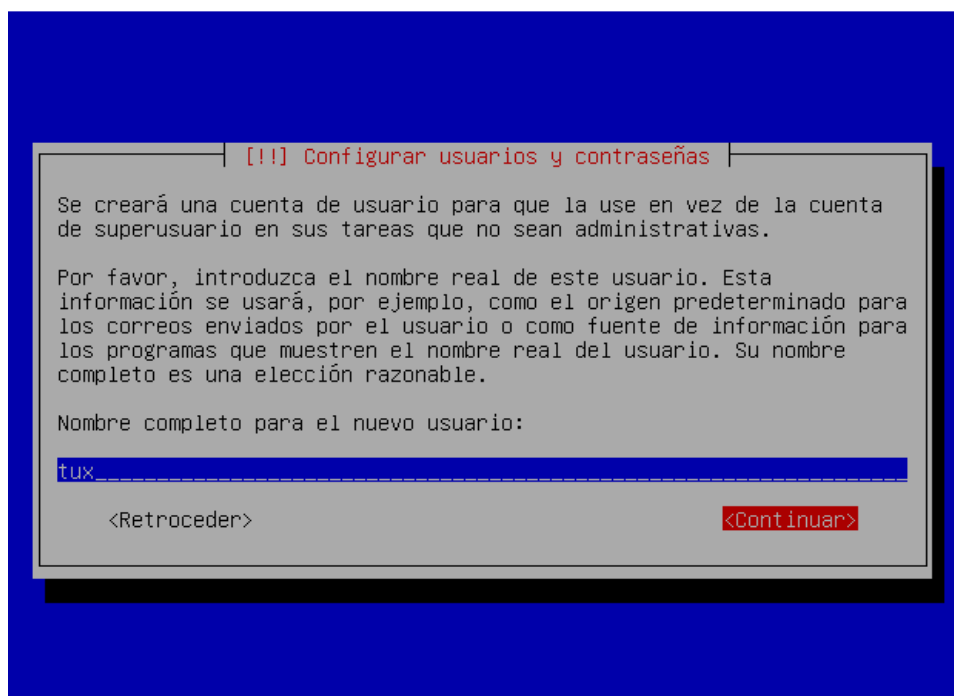 [!!] Configurar usuarios y contraseñas
Se creará una cuenta de usuario para que la use en vez de la cuenta
de superusuario en sus tareas que no sean administrativas.
Por favor, introduzca el nombre real de este usuario. Esta
información se usará, por ejemplo, como el origen predeterminado para
los correos enviados por el usuario o como fuente de información para
los programas que muestren el nombre real del usuario. Su nombre
completo es una elección razonable.
Nombre completo para el nuevo usuario:
tux
<Retroceder> <Continuar>